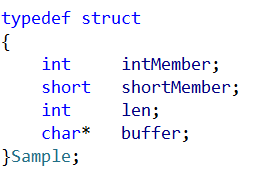 typedef struct
{
    int     intMember;
    short   shortMember;
    int     len;
    char*   buffer;
}Sample;